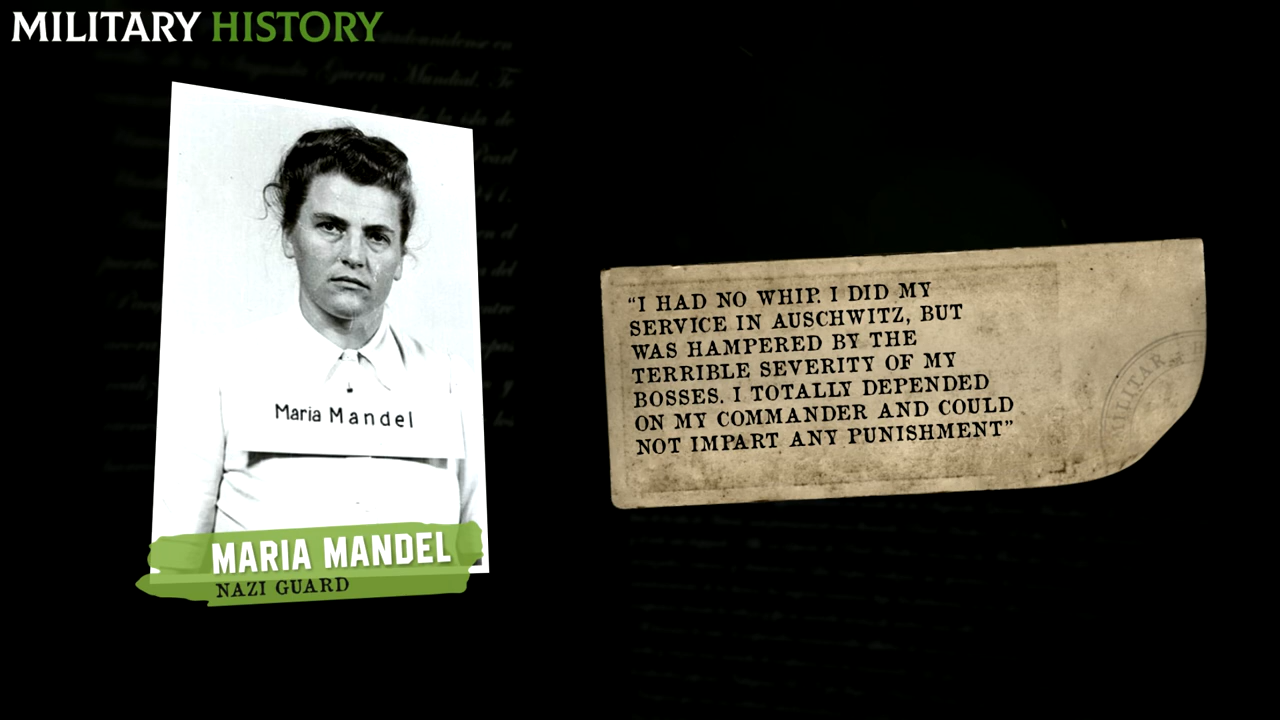 MILITARY HISTORY
Maria Mandel
MARIA MANDEL
NAZI GUARD
“I HAD NO WHIP. I DID MY
SERVICE IN AUSCHWITZ, BUT
WAS HAMPERED BY THE
TERRIBLE SEVERITY OF MY
BOSSES. I TOTALLY DEPENDED
ON MY COMMANDER AND COULD
NOT IMPART ANY PUNISHMENT”